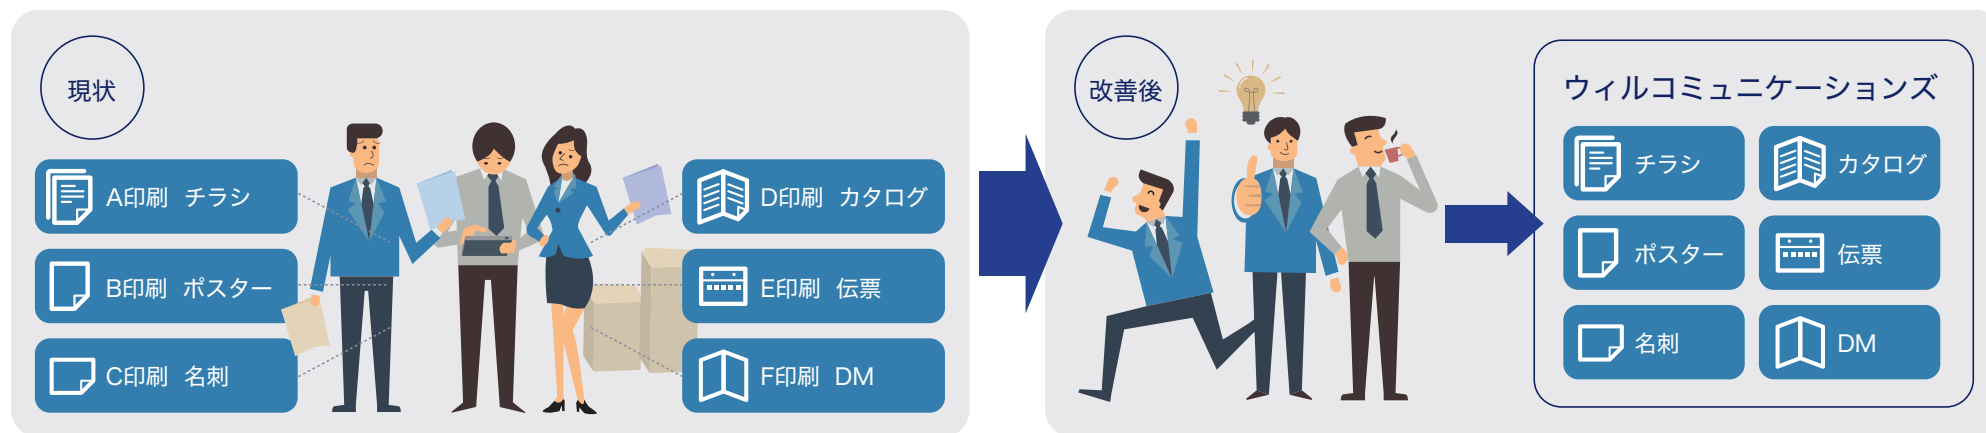 現状
A印刷 チラシ
B印刷 ポスター
C印刷 名刺
D印刷 カタログ
E印刷 伝票
F印刷 DM
改善後
ウィルコミュニケーションズ
チラシ
カタログ
ポスター
伝票
名刺
DM